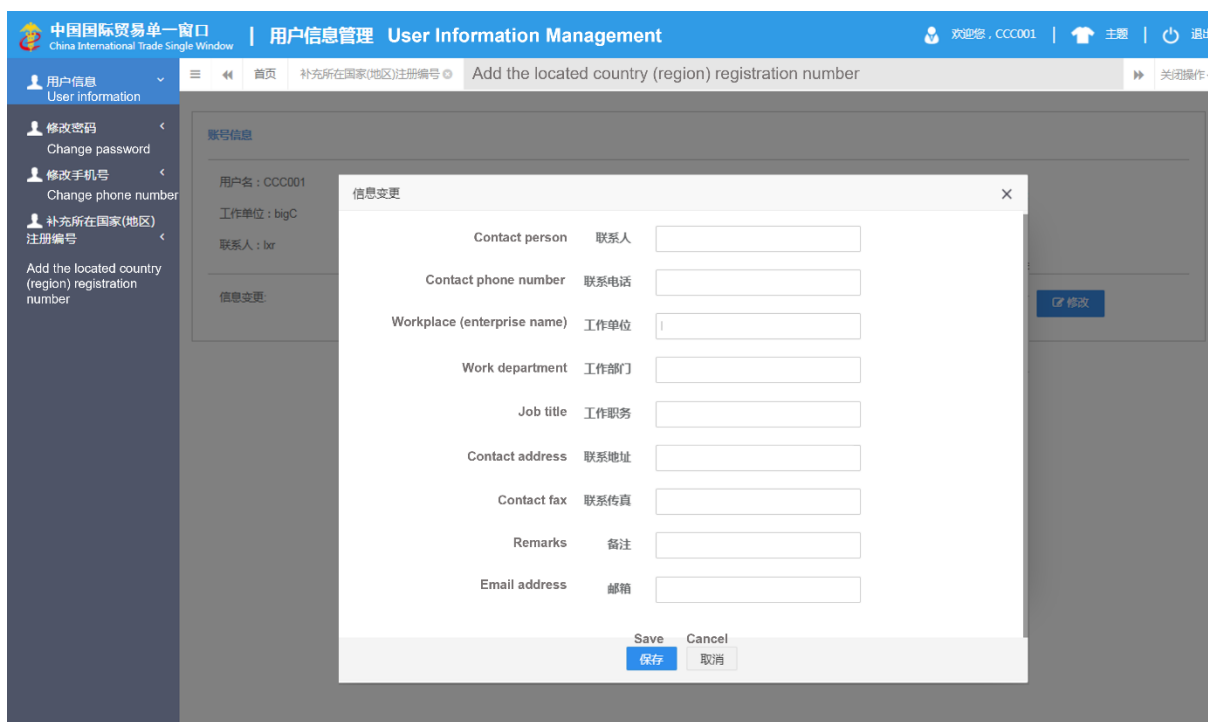 中国国际贸易单一窗口
China International Trade Single Window
| 用户信息管理 User Information Management
欢迎您 , CCC001 | 主题 |
用户信息
User information
首页 补充所在国家(地区)注册编号 Add the located country (region) registration number 关闭操作
修改密码
Change password
修改手机号
Change phone number
补充所在国家(地区)
注册编号
Add the located country
(region) registration
number
账号信息
用户名 : CCC001
工作单位 : bigC
联系人 : lxr
信息变更:
修改
信息变更
Contact person 联系人
Contact phone number 联系电话
Workplace (enterprise name) 工作单位
Work department 工作部门
Job title 工作职务
Contact address 联系地址
Contact fax 联系传真
Remarks 备注
Email address 邮箱
Save Cancel
保存 取消